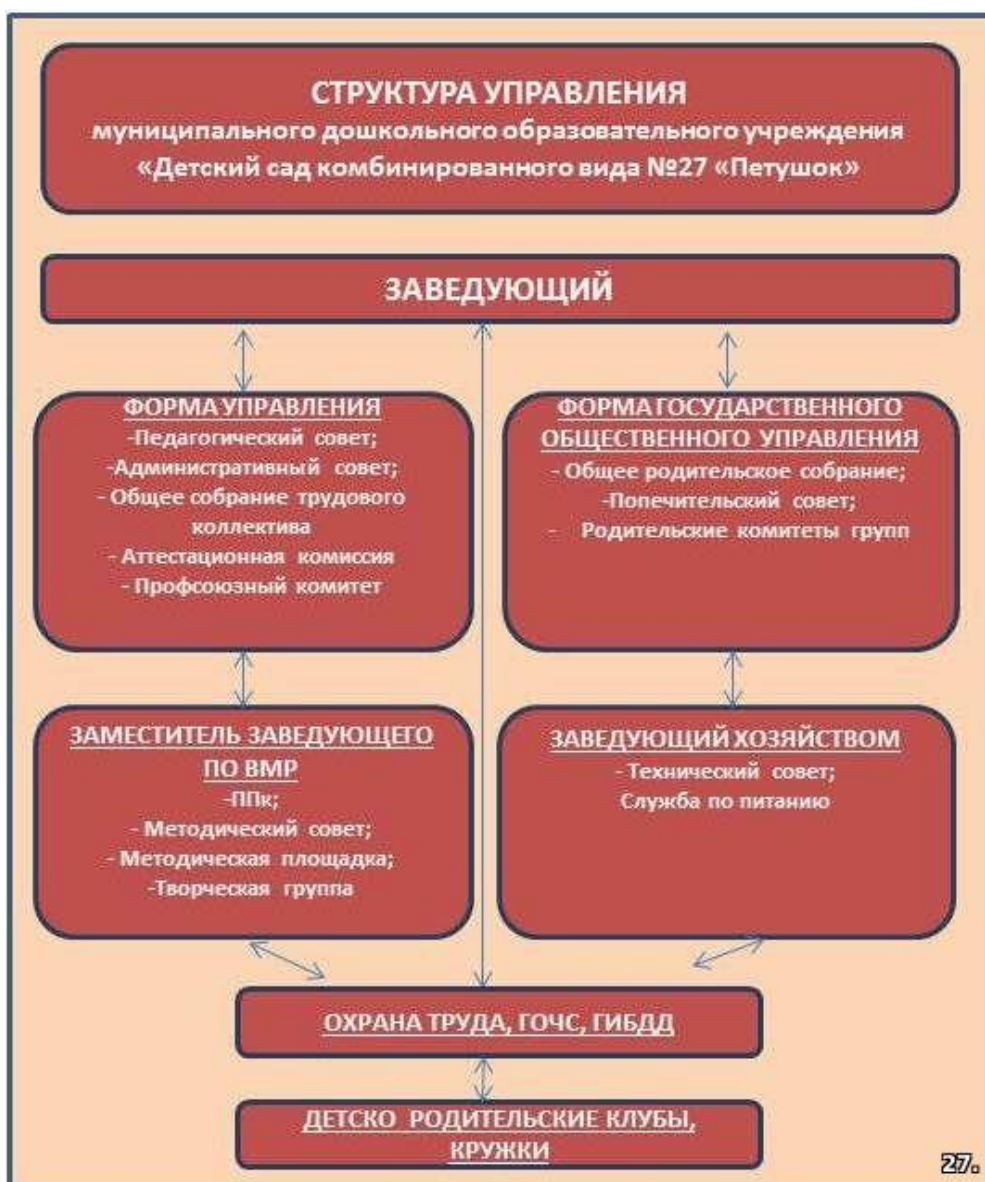 СТРУКТУРА УПРАВЛЕНИЯ
муниципального дошкольного образовательного учреждения
«Детский сад комбинированного вида №27 «Петушок»
ЗАВЕДУЮЩИЙ
ФОРМА УПРАВЛЕНИЯ
-Педагогический совет;
-Административный совет;
- Общее собрание трудового
коллектива
- Аттестационная комиссия
- Профсоюзный комитет
ФОРМА ГОСУДАРСТВЕННОГО
ОБЩЕСТВЕННОГО УПРАВЛЕНИЯ
- Общее родительское собрание;
-Попечительский совет;
- Родительские комитеты групп
ЗАМЕСТИТЕЛЬ ЗАВЕДУЮЩЕГО
ПО ВМР
-ППк;
- Методический совет;
- Методическая площадка;
-Творческая группа
ЗАВЕДУЮЩИЙ ХОЗЯЙСТВОМ
- Технический совет;
Служба по питанию
ОХРАНА ТРУДА, ГОЧС, ГИБДД
ДЕТСКО РОДИТЕЛЬСКИЕ КЛУБЫ,
КРУЖКИ
27.